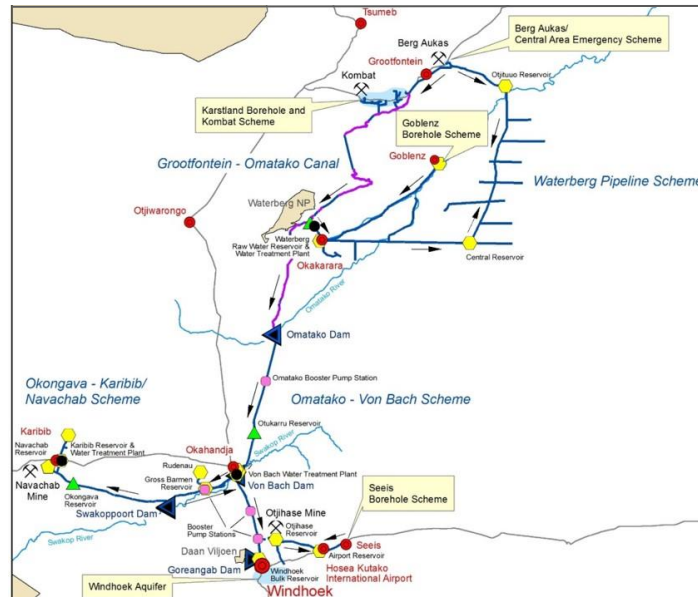 Tsumeb
Berg Aukas/
Central Area Emergency Scheme
Berg Aukas
Grootfontein
Kombat
Otjituuo Reservoir
Karstland Borehole and
Kombat Scheme
Goblenz
Borehole Scheme
Goblenz
Grootfontein - Omatako Canal
Waterberg Pipeline Scheme
Waterberg NP
Otjiwarongo
Waterberg
Raw Water Reservoir &
Water Treatment Plant
Okakarara
Central Reservoir
Omatako River
Omatako Dam
Omatako Booster Pump Station
Okongava - Karibib/
Navachab Scheme
Omatako - Von Bach Scheme
Otukarru Reservoir
Swakop River
Karibib
Navachab
Reservoir
Karibib Reservoir &
Water Treatment Plant
Okahandja
Rudenau
Von Bach Water Treatment Plant
Gross Barmen
Reservoir
Von Bach Dam
Navachab
Mine
Okongava
Reservoir
Swakoppoort Dam
Seeis
Borehole Scheme
Otjihase Mine
Otjihase
Reservoir
Booster
Pump Stations
Swakop River
Daan Viljoen
Seeis
Airport Reservoir
Goreangab Dam
Windhoek
Bulk Reservoir
Hosea Kutako
International Airport
Windhoek Aquifer
Windhoek